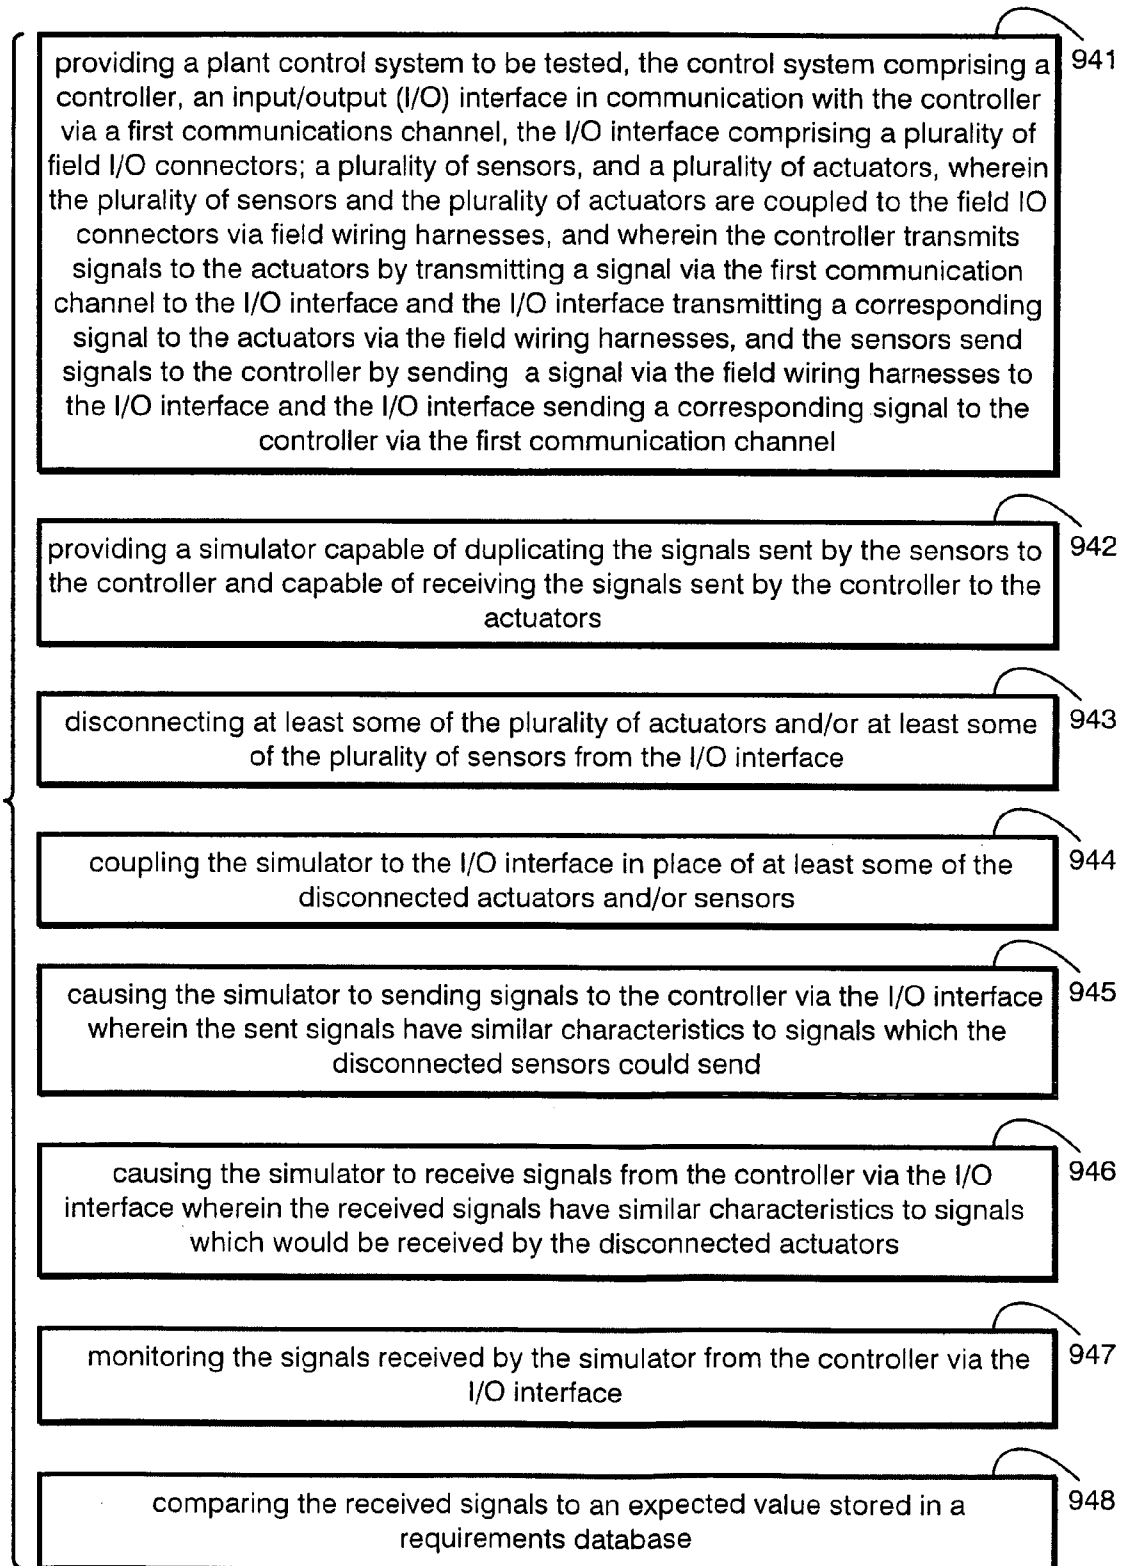 941
providing a plant control system to be tested, the control system comprising a
controller, an input/output (I/O) interface in communication with the controller
via a first communications channel, the I/O interface comprising a plurality of
field I/O connectors; a plurality of sensors, and a plurality of actuators, wherein
the plurality of sensors and the plurality of actuators are coupled to the field IO
connectors via field wiring harnesses, and wherein the controller transmits
signals to the actuators by transmitting a signal via the first communication
channel to the I/O interface and the I/O interface transmitting a corresponding
signal to the actuators via the field wiring harnesses, and the sensors send
signals to the controller by sending a signal via the field wiring harnesses to
the I/O interface and the I/O interface sending a corresponding signal to the
controller via the first communication channel
942
providing a simulator capable of duplicating the signals sent by the sensors to
the controller and capable of receiving the signals sent by the controller to the
actuators
943
disconnecting at least some of the plurality of actuators and/or at least some
of the plurality of sensors from the I/O interface
944
coupling the simulator to the I/O interface in place of at least some of the
disconnected actuators and/or sensors
945
causing the simulator to sending signals to the controller via the I/O interface
wherein the sent signals have similar characteristics to signals which the
disconnected sensors could send
946
causing the simulator to receive signals from the controller via the I/O
interface wherein the received signals have similar characteristics to signals
which would be received by the disconnected actuators
947
monitoring the signals received by the simulator from the controller via the
I/O interface
948
comparing the received signals to an expected value stored in a
requirements database